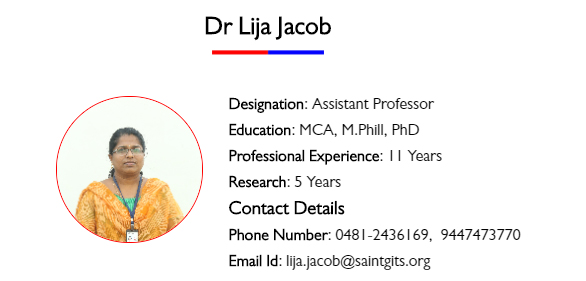 Dr Lija Jacob
Designation: Assistant Professor
Education: MCA, M.Phill, PhD
Professional Experience: 11 Years
Research: 5 Years
Contact Details
Phone Number: 0481-2436169, 9447473770
Email Id: lija.jacob@saintgits.org